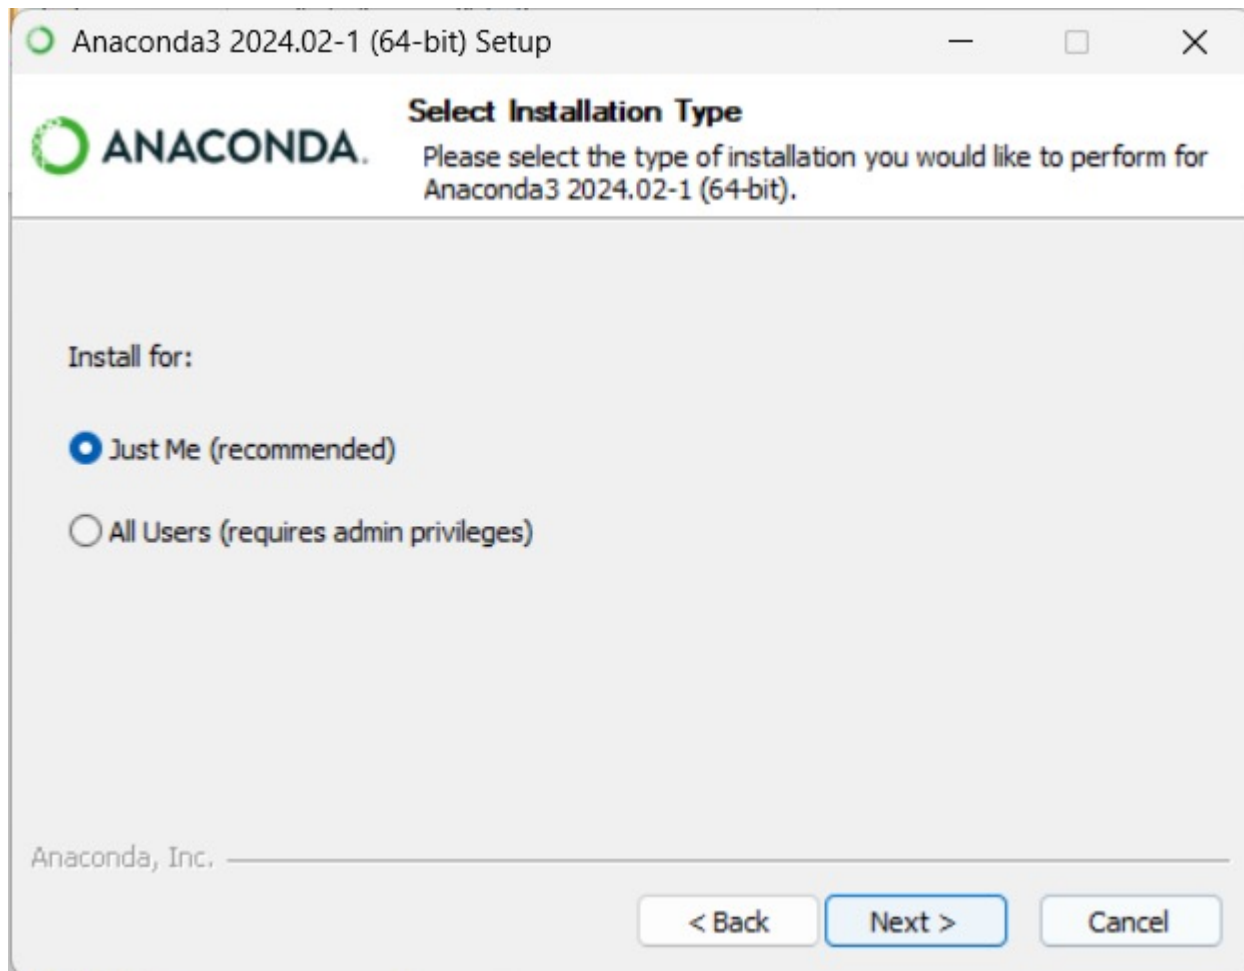 Anaconda3 2024.02-1 (64-bit) Setup
ANACONDA.
Select Installation Type
Please select the type of installation you would like to perform for
Anaconda3 2024.02-1 (64-bit).
Install for:
Just Me (recommended)
All Users (requires admin privileges)
Anaconda, Inc.
< Back
Next >
Cancel